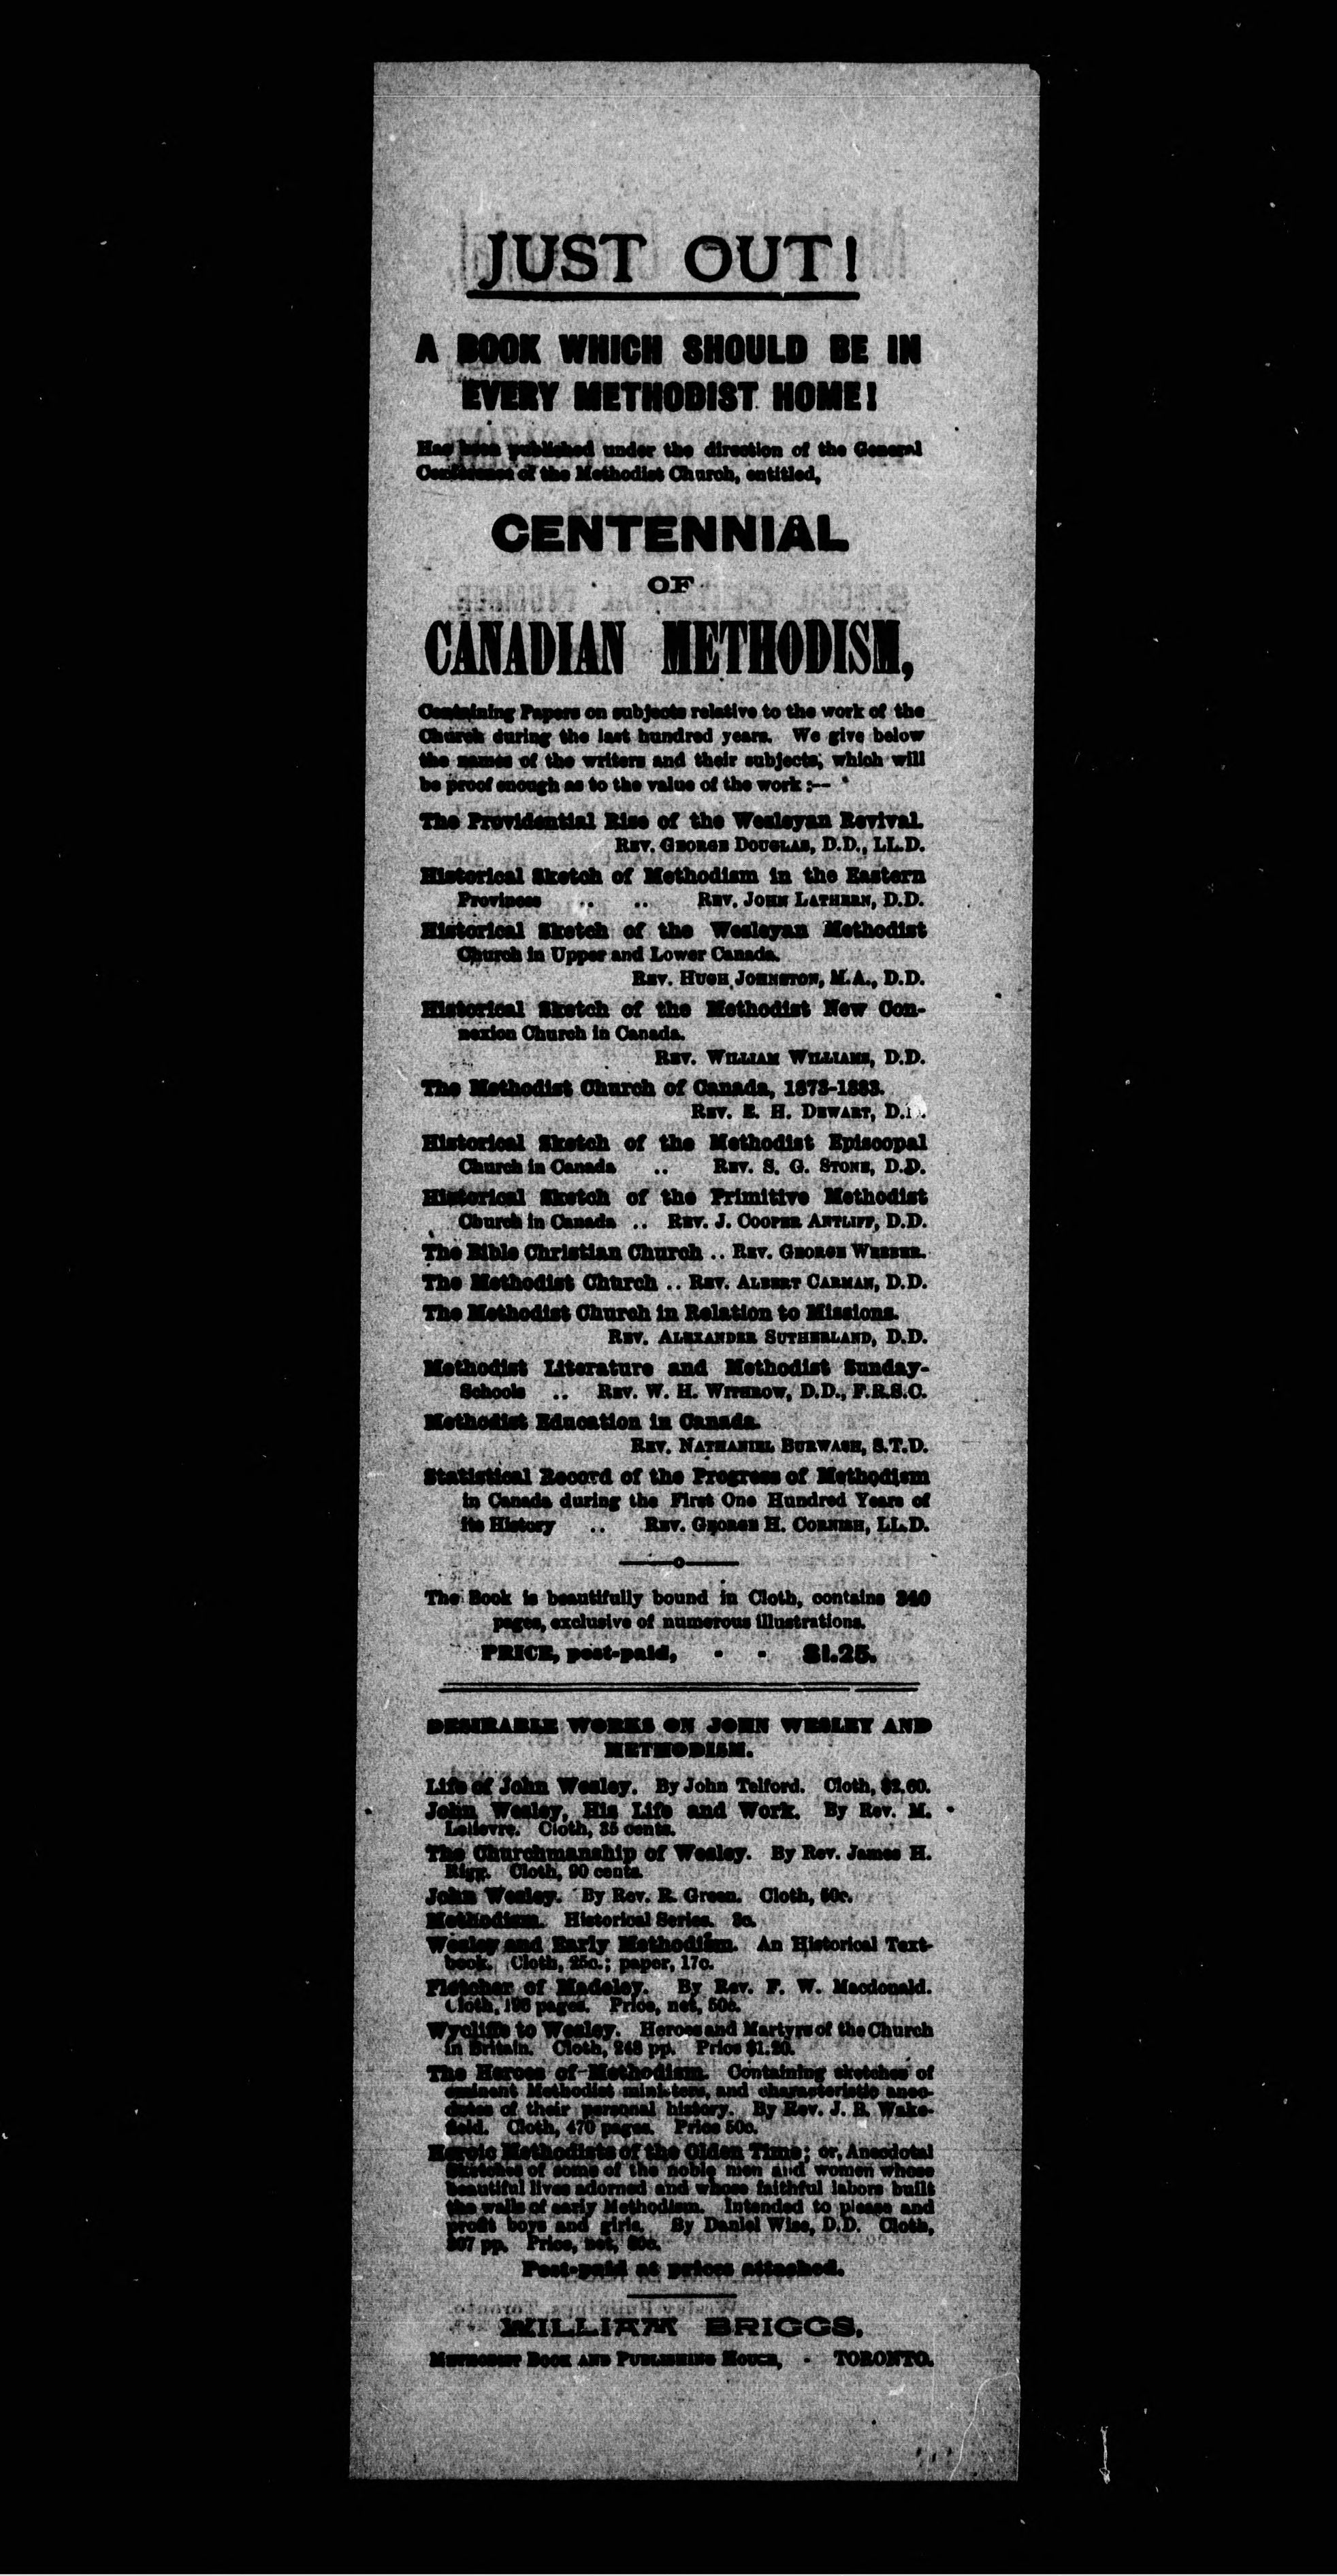 JUST OUT!
A BOOK WHICH SHOULD BE IN
EVERY METHODIST HOME!
Has been published under the direction of the General
Conference of the Methodist Church, entitled,
CENTENNIAL
OF
CANADIAN METHODISM,
Containing Papers on subjects relative to the work of the
Church during the last hundred years. We give below
the names of the writers and their subjects, which will
be proof enough as to the value of the work :—
The Providential Rise of the Wesleyan Revival.
REV. GEORGE DOUGLAS, D.D., LL.D.
Historical Sketch of Methodism in the Eastern
Provinces .. .. REV. JOHN LATHERN, D.D.
Historical Sketch of the Wesleyan Methodist
Church in Upper and Lower Canada.
REV. HUGH JOHNSTON, M.A., D.D.
Historical Sketch of the Methodist New Con-
nexion Church in Canada.
REV. WILLIAM WILLIAMS, D.D.
The Methodist Church of Canada, 1873-1883.
REV. E. H. DEWART, D.D.
Historical Sketch of the Methodist Episcopal
Church in Canada .. REV. S. G. STONE, D.D.
Historical Sketch of the Primitive Methodist
Church in Canada .. REV. J. COOPER ANTLIFF, D.D.
The Bible Christian Church .. REV. GEORGE WEBBER.
The Methodist Church .. REV. ALBERT CARMAN, D.D.
The Methodist Church in Relation to Missions.
REV. ALEXANDER SUTHERLAND, D.D.
Methodist Literature and Methodist Sunday-
Schools .. REV. W. H. WITHROW, D.D., F.R.S.C.
Methodist Education in Canada.
REV. NATHANIEL BURWASH, S.T.D.
Statistical Record of the Progress of Methodism
in Canada during the First One Hundred Years of
its History .. REV. GEORGE H. CORNISH, LL.D.
The Book is beautifully bound in Cloth, contains 340
pages, exclusive of numerous illustrations.
PRICE, post-paid, - - $1.25.
DESIRABLE WORKS ON JOHN WESLEY AND
METHODISM.
Life of John Wesley. By John Telford. Cloth, $2.60.
John Wesley, His Life and Work. By Rev. M.
Lelievre. Cloth, 35 cents.
The Churchmanship of Wesley. By Rev. James H.
Rigg. Cloth, 90 cents.
John Wesley. By Rev. R. Green. Cloth, 50c.
Methodism. Historical Series. 3c.
Wesley and Early Methodism. An Historical Text-
book. Cloth, 25c.; paper, 17c.
Fletcher of Madeley. By Rev. F. W. Macdonald.
Cloth, 196 pages. Price, net, 50c.
Wycliffe to Wesley. Heroes and Martyrs of the Church
in Britain. Cloth, 248 pp. Price $1.20.
The Heroes of Methodism. Containing sketches of
eminent Methodist ministers, and characteristic anec-
dotes of their personal history. By Rev. J. B. Wake-
field. Cloth, 470 pages. Price 50c.
Heroic Methodists of the Olden Time; or, Anecdotal
Sketches of some of the noble men and women whose
beautiful lives adorned and whose faithful labors built
the walls of early Methodism. Intended to please and
profit boys and girls. By Daniel Wise, D.D. Cloth,
307 pp. Price, net,
Post-paid at prices attached.
WILLIAM BRIGGS,
METHODIST BOOK AND PUBLISHING HOUSE, - TORONTO.